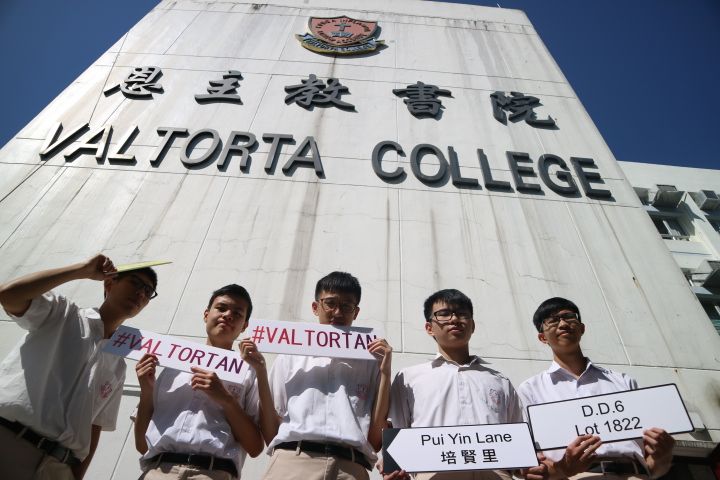 恩主教書院
VALTORTA COLLEGE
#VALTORTAN
#VALTORTAN
Pui Yin Lane
培賢里
D.D.6
Lot 1822